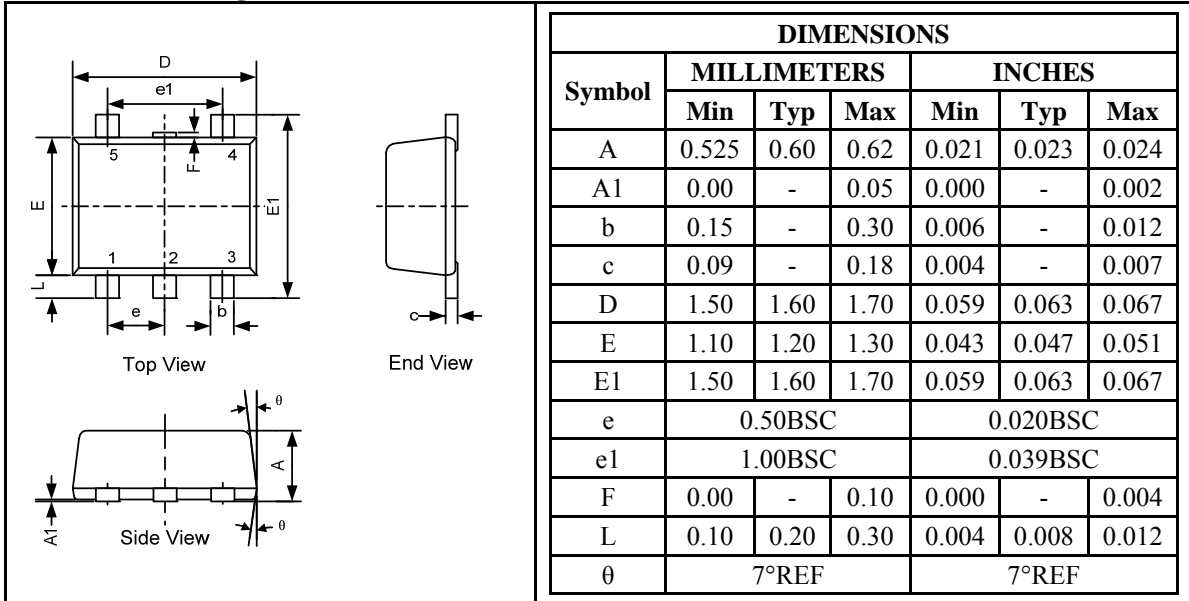 D
e1
5
4
F
E
E1
1
2
3
L
e
b
c
Top View
End View
θ
A
A1
Side View
θ
DIMENSIONS
Symbol MILLIMETERS INCHES
Min Typ Max Min Typ Max
A 0.525 0.60 0.62 0.021 0.023 0.024
A1 0.00 - 0.05 0.000 - 0.002
b 0.15 - 0.30 0.006 - 0.012
c 0.09 - 0.18 0.004 - 0.007
D 1.50 1.60 1.70 0.059 0.063 0.067
E 1.10 1.20 1.30 0.043 0.047 0.051
E1 1.50 1.60 1.70 0.059 0.063 0.067
e 0.50BSC 0.020BSC
e1 1.00BSC 0.039BSC
F 0.00 - 0.10 0.000 - 0.004
L 0.10 0.20 0.30 0.004 0.008 0.012
θ 7°REF 7°REF